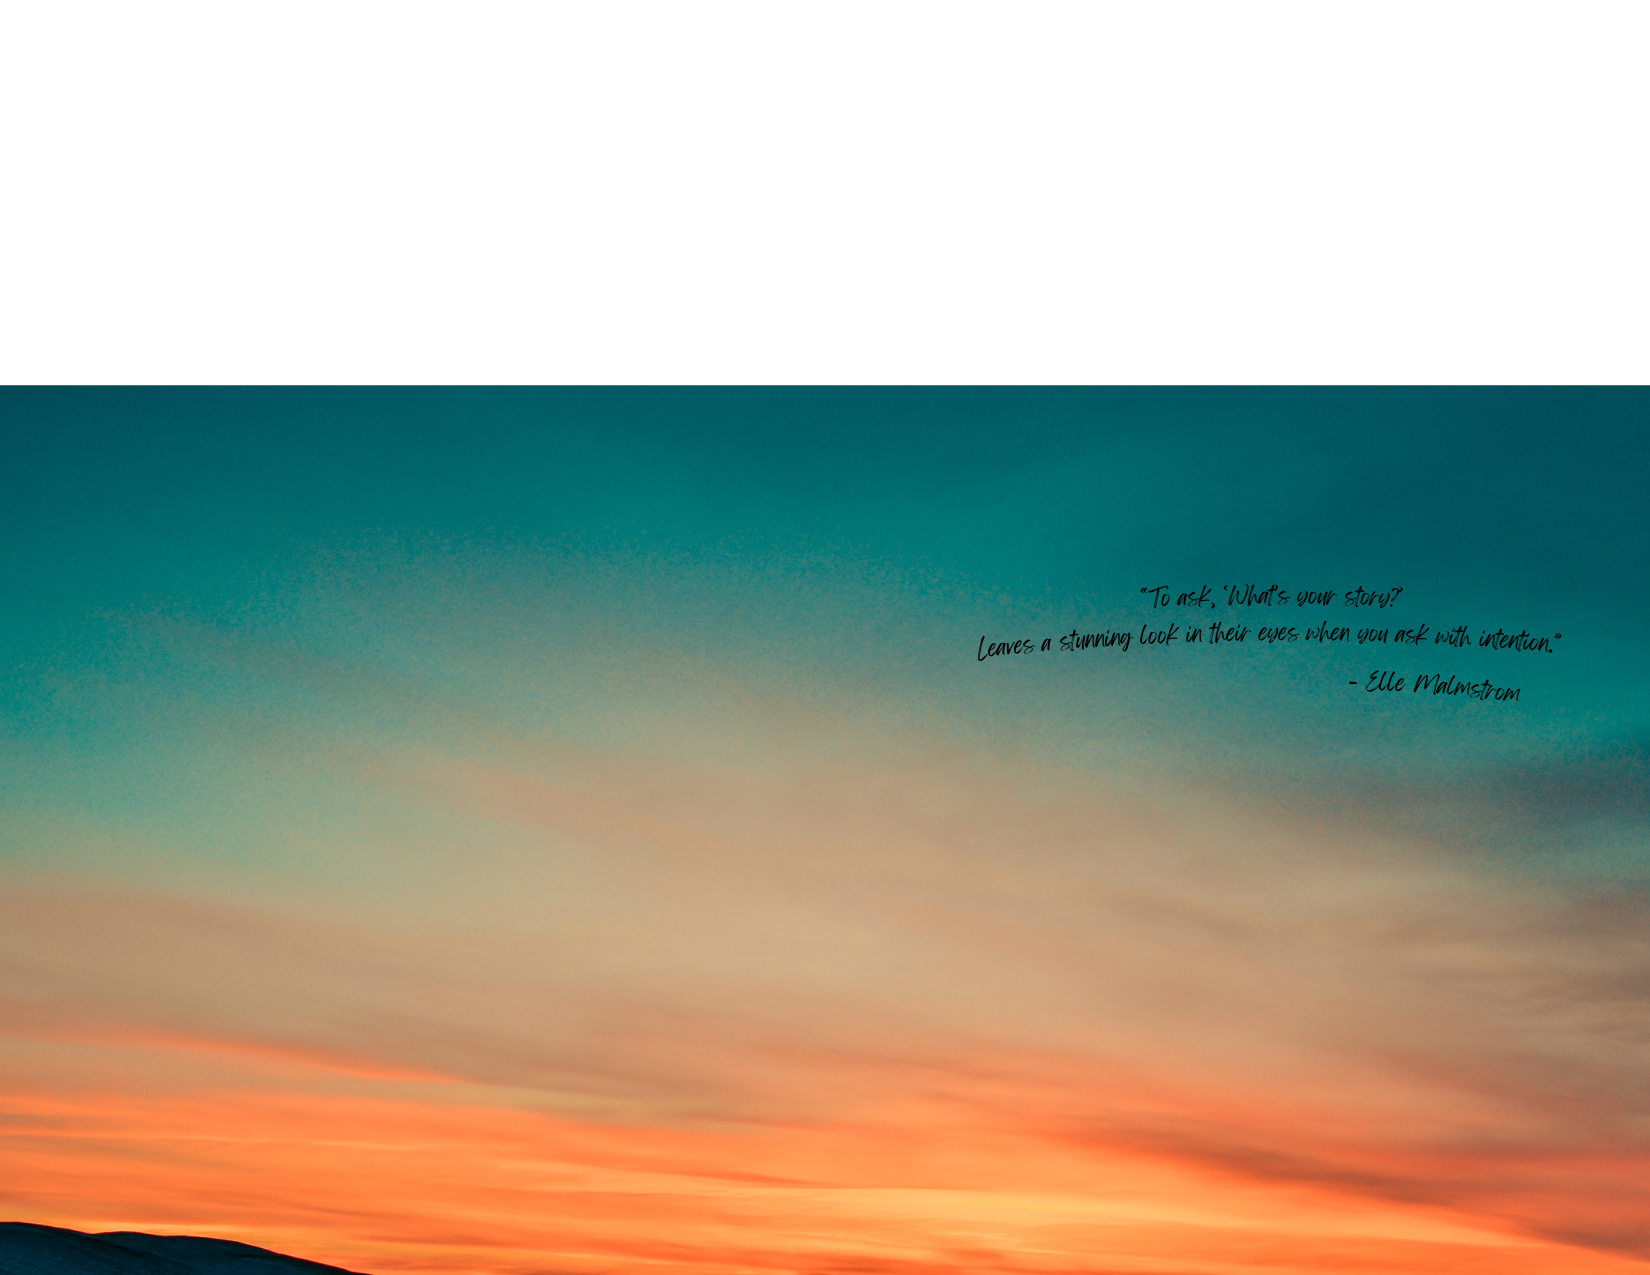 “To ask, ‘What’s your story?’
Leaves a stunning look in their eyes when you ask with intention.”
- Elle Malmstrom